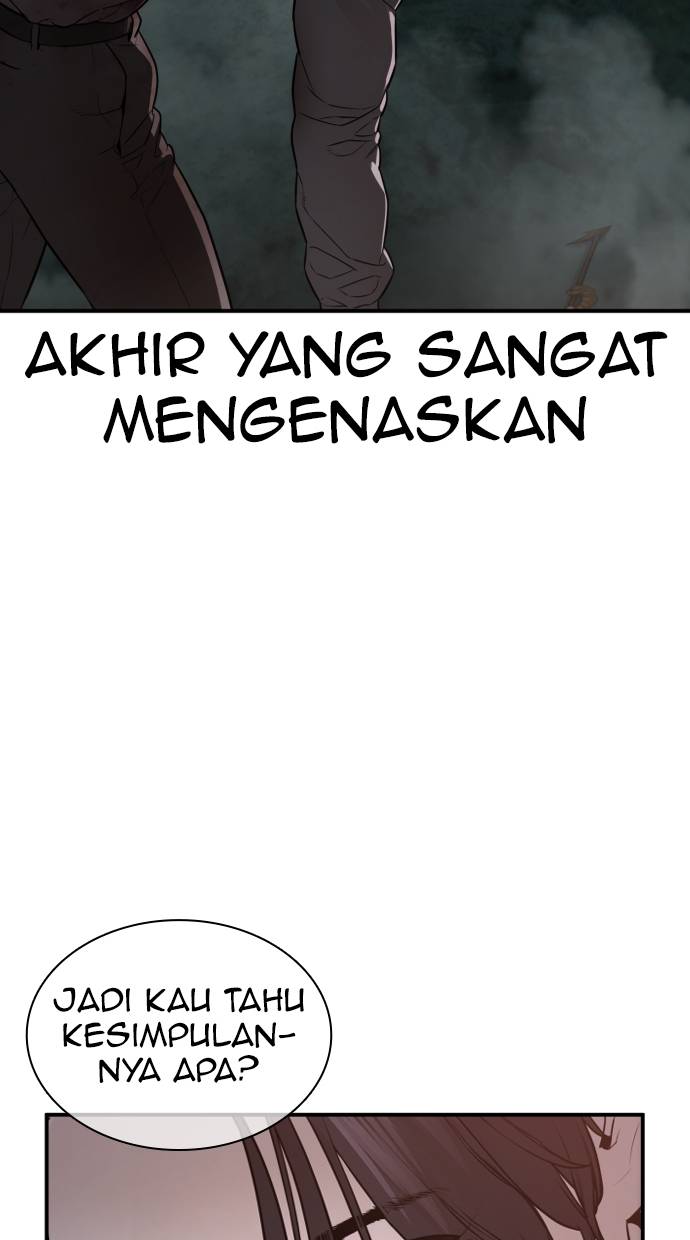 AKHIR YANG SANGAT
MENGENASKAN
JADI KAU TAHU
KESIMPULAN-
NYA APA?